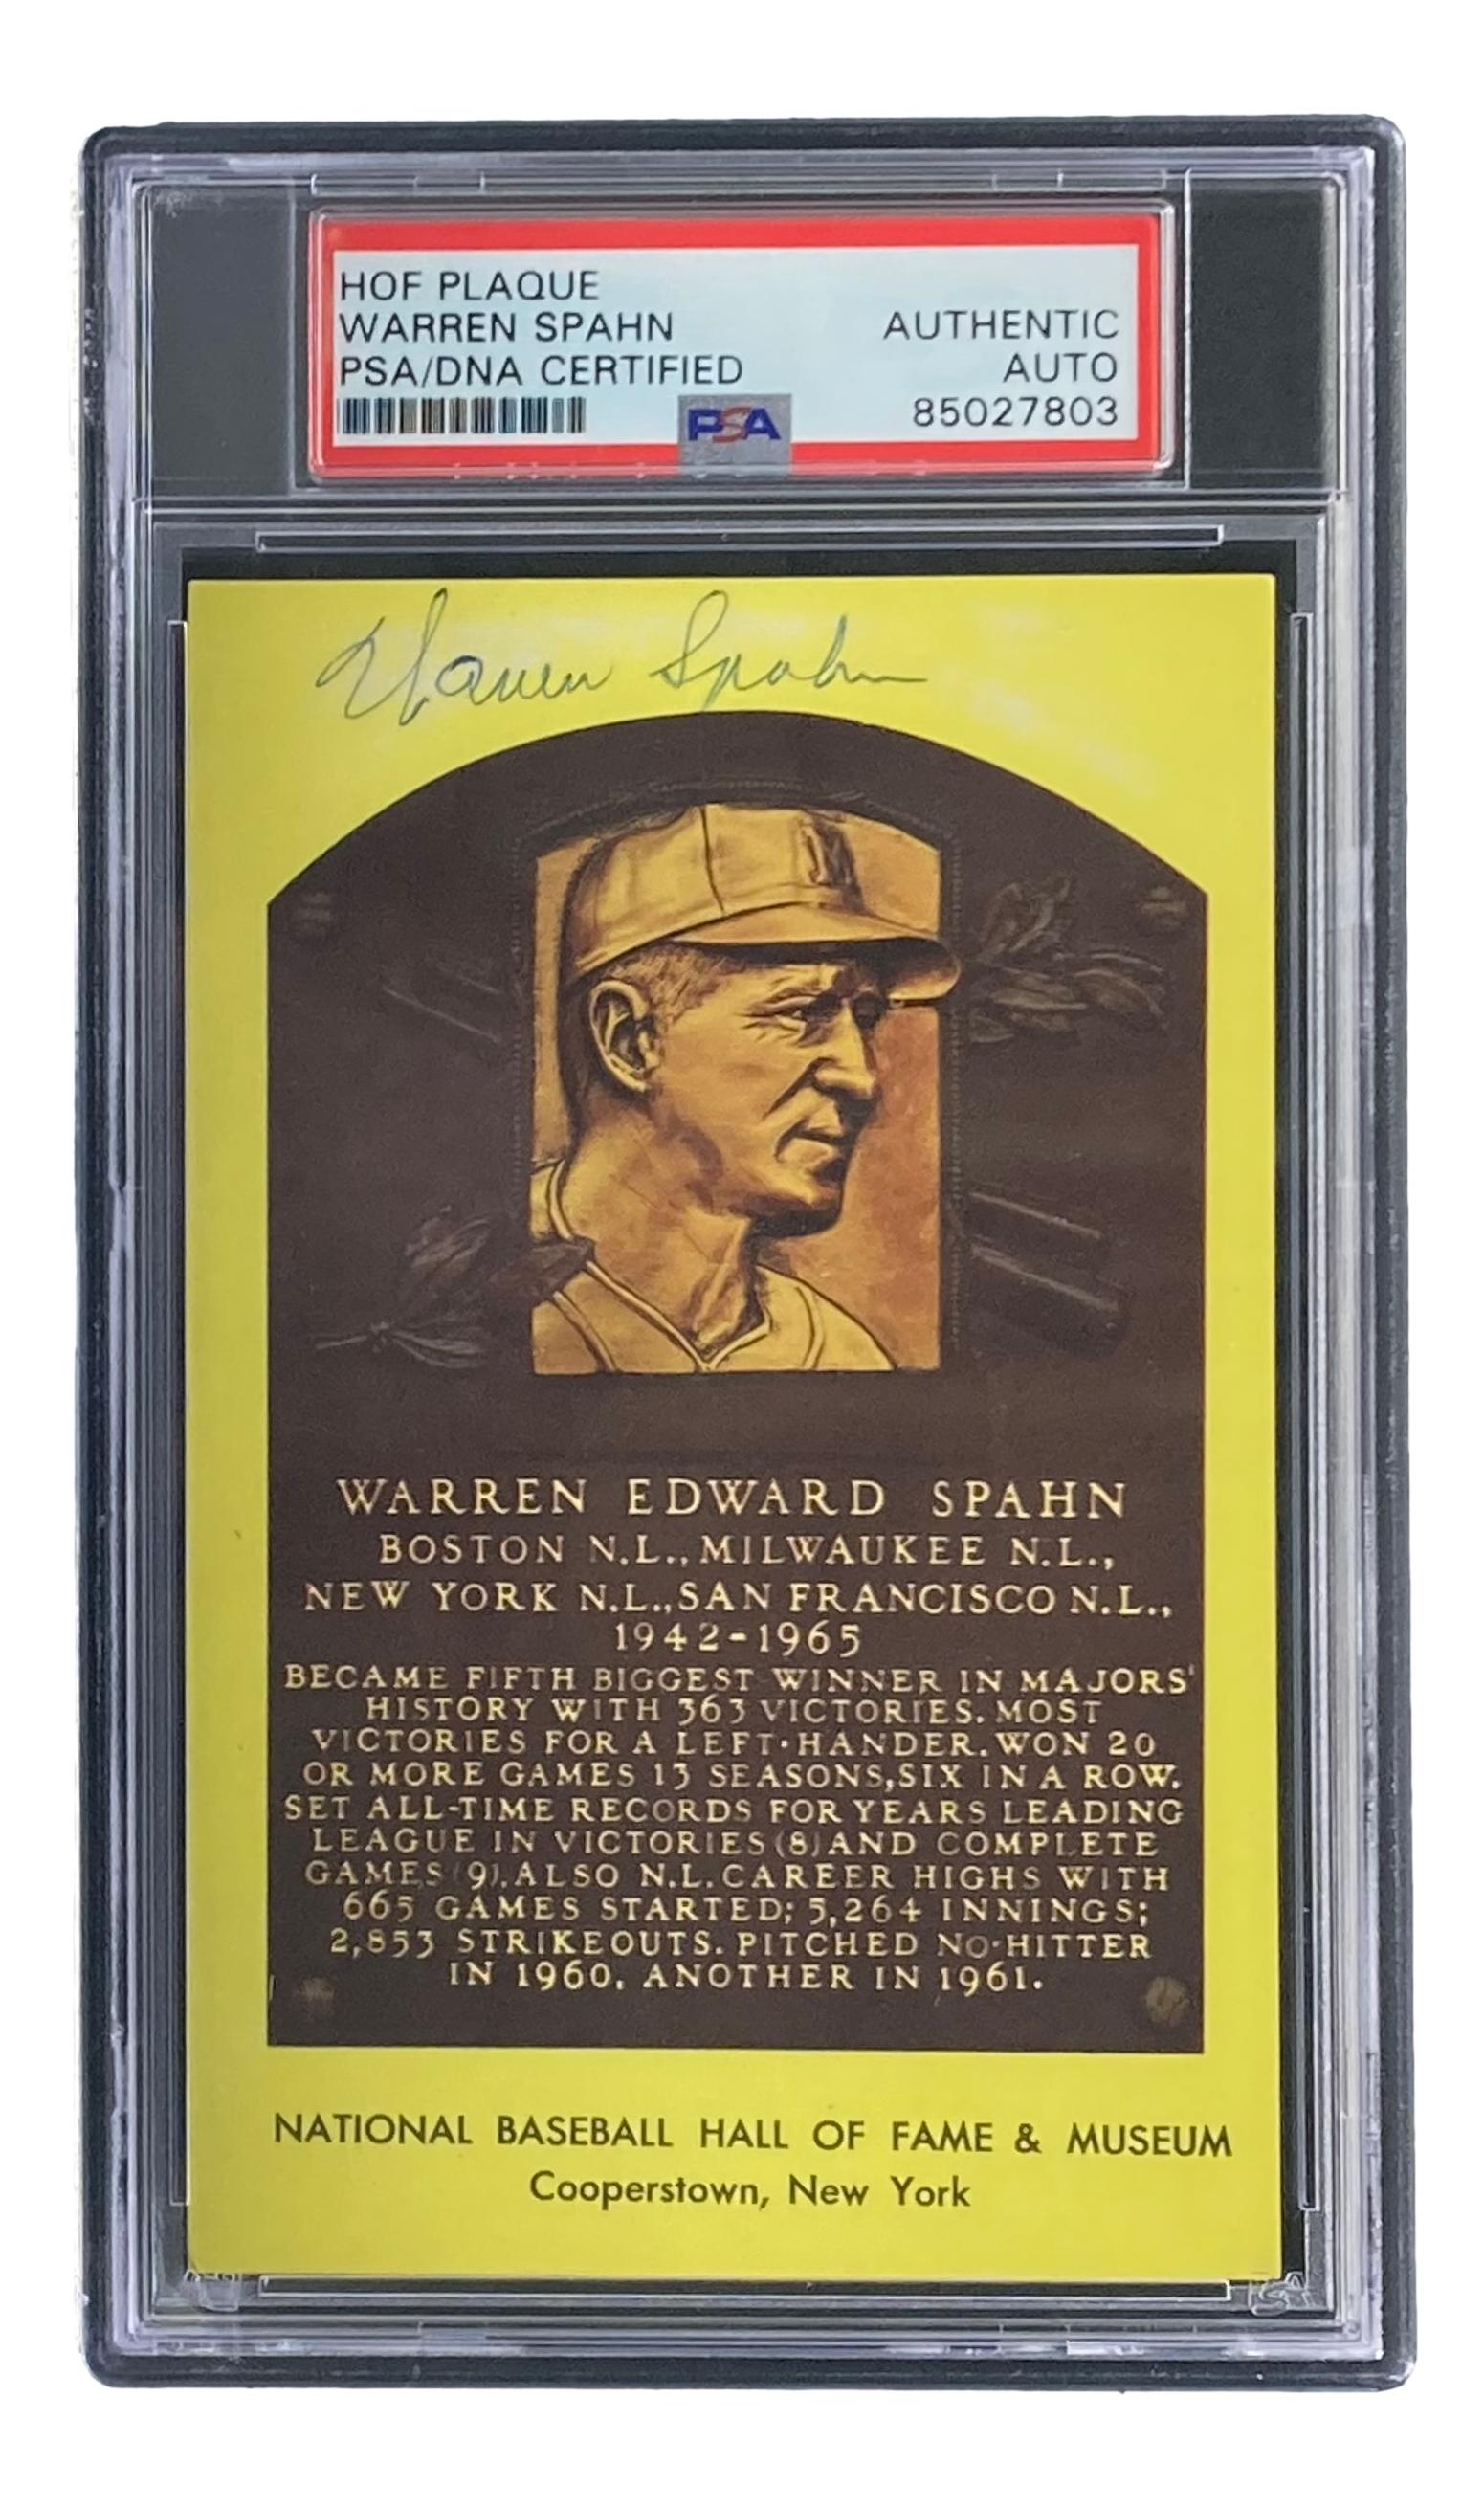 HOF PLAQUE
WARREN SPAHN
PSA/DNA CERTIFIED
AUTHENTIC
AUTO
85027803
PSA
Warren Spahn
WARREN EDWARD SPAHN
BOSTON N.L., MILWAUKEE N.L.,
NEW YORK N.L., SAN FRANCISCO N.L.,
1942-1965
BECAME FIFTH BIGGEST WINNER IN MAJORS'
HISTORY WITH 363 VICTORIES. MOST
VICTORIES FOR A LEFT-HANDER. WON 20
OR MORE GAMES 13 SEASONS, SIX IN A ROW.
SET ALL-TIME RECORDS FOR YEARS LEADING
LEAGUE IN VICTORIES (8) AND COMPLETE
GAMES (9). ALSO N.L. CAREER HIGHS WITH
665 GAMES STARTED; 5,264 INNINGS;
2,853 STRIKEOUTS. PITCHED NO-HITTER
IN 1960, ANOTHER IN 1961.
NATIONAL BASEBALL HALL OF FAME & MUSEUM
Cooperstown, New York